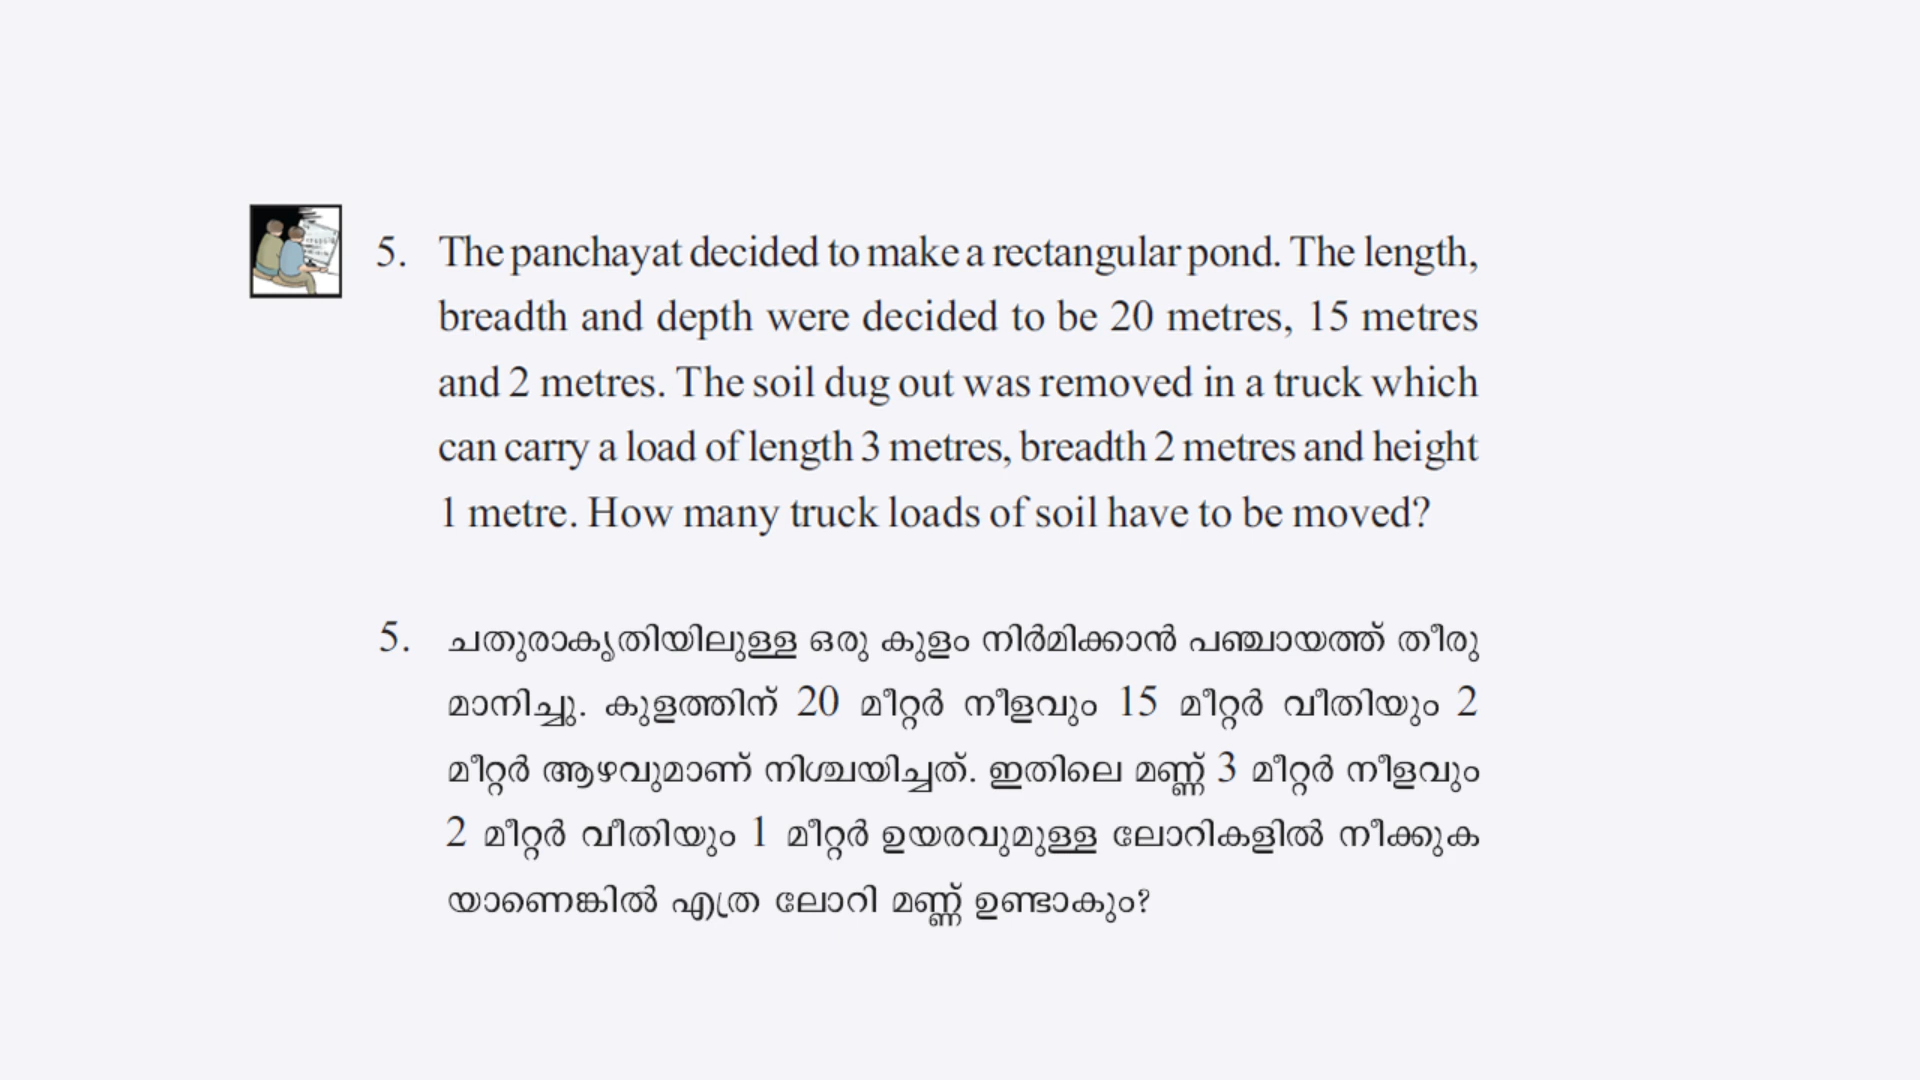 5. The panchayat decided to make a rectangular pond. The length,
breadth and depth were decided to be 20 metres, 15 metres
and 2 metres. The soil dug out was removed in a truck which
can carry a load of length 3 metres, breadth 2 metres and height
1 metre. How many truck loads of soil have to be moved?
5. ചതുരാകൃതിയിലുള്ള ഒരു കുളം നിർമിക്കാൻ പഞ്ചായത്ത് തീരു
മാനിച്ചു. കുളത്തിന് 20 മീറ്റർ നീളവും 15 മീറ്റർ വീതിയും 2
മീറ്റർ ആഴവുമാണ് നിശ്ചയിച്ചത്. ഇതിലെ മണ്ണ് 3 മീറ്റർ നീളവും
2 മീറ്റർ വീതിയും 1 മീറ്റർ ഉയരവുമുള്ള ലോറികളിൽ നീക്കുക
യാണെങ്കിൽ എത്ര ലോറി മണ്ണ് ഉണ്ടാകും?